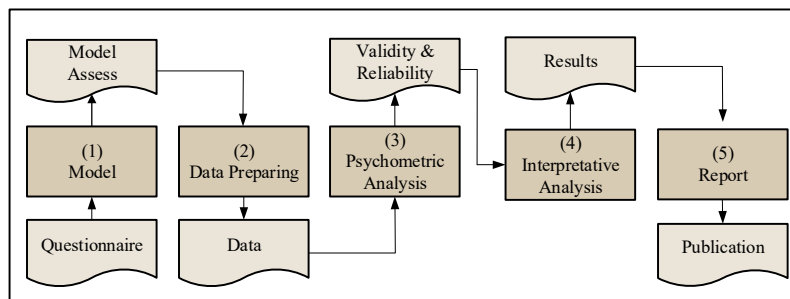 Model
Assess
Validity &
Reliability
Results
(1)
Model
(2)
Data Preparing
(3)
Psychometric
Analysis
(4)
Interpretative
Analysis
(5)
Report
Questionnaire
Data
Publication